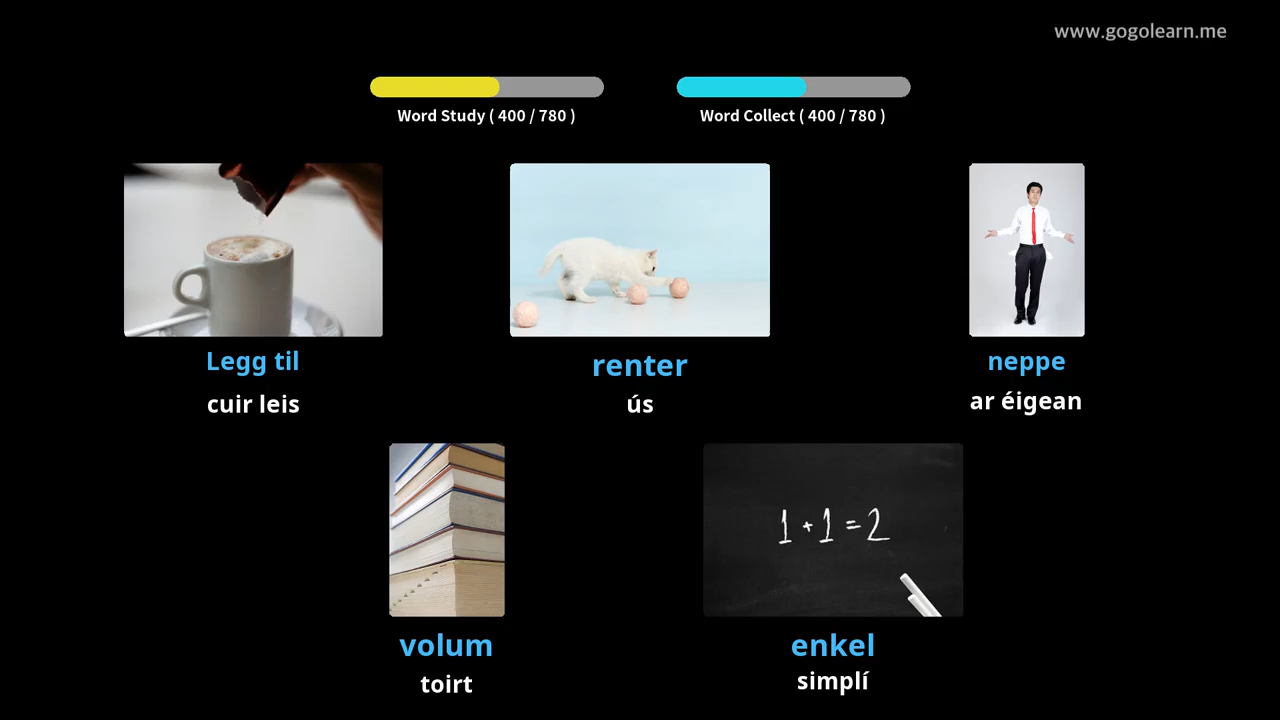 www.gogolearn.me
Word Study ( 400 / 780 )
Word Collect ( 400 / 780 )
Legg til
cuir leis
renter
ús
neppe
ar éigean
1 + 1 = 2
volum
toirt
enkel
simplí